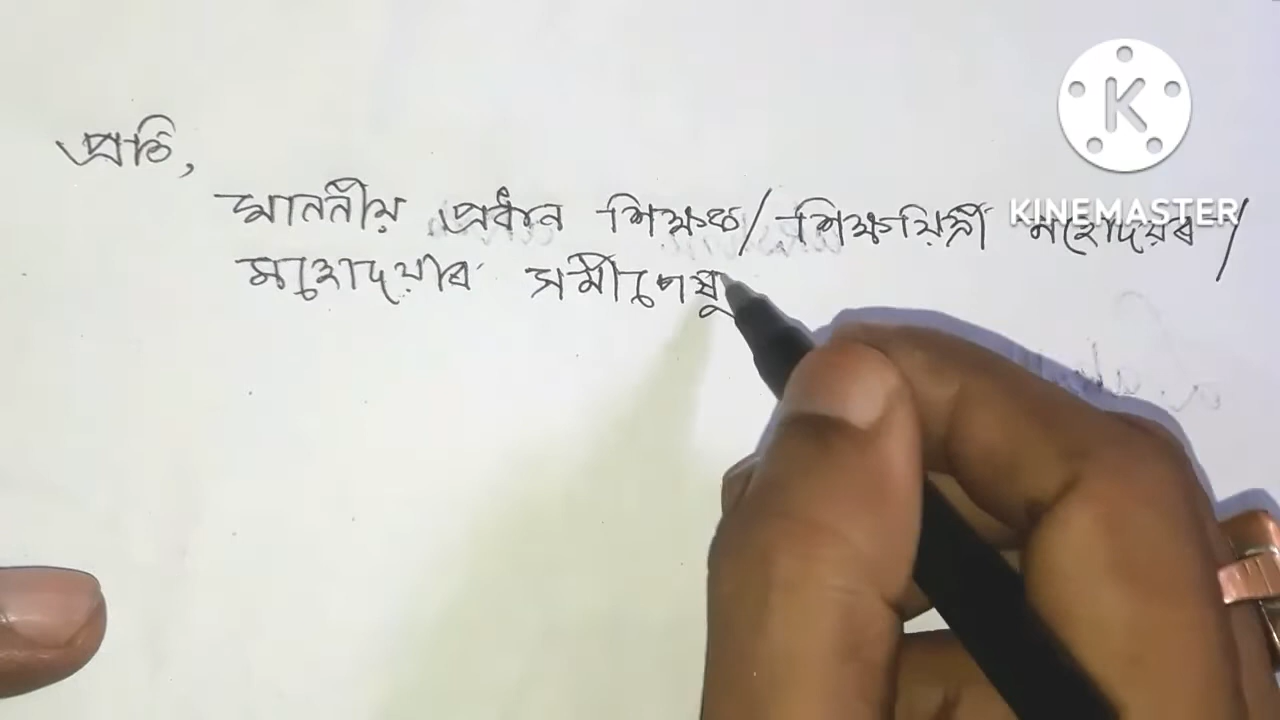 প্ৰতি,
মাননীয় প্ৰধান শিক্ষক/ শিক্ষয়িত্ৰী মহোদয়ৰ/
মহোদয়াৰ সমীপেষু
KINEMASTER